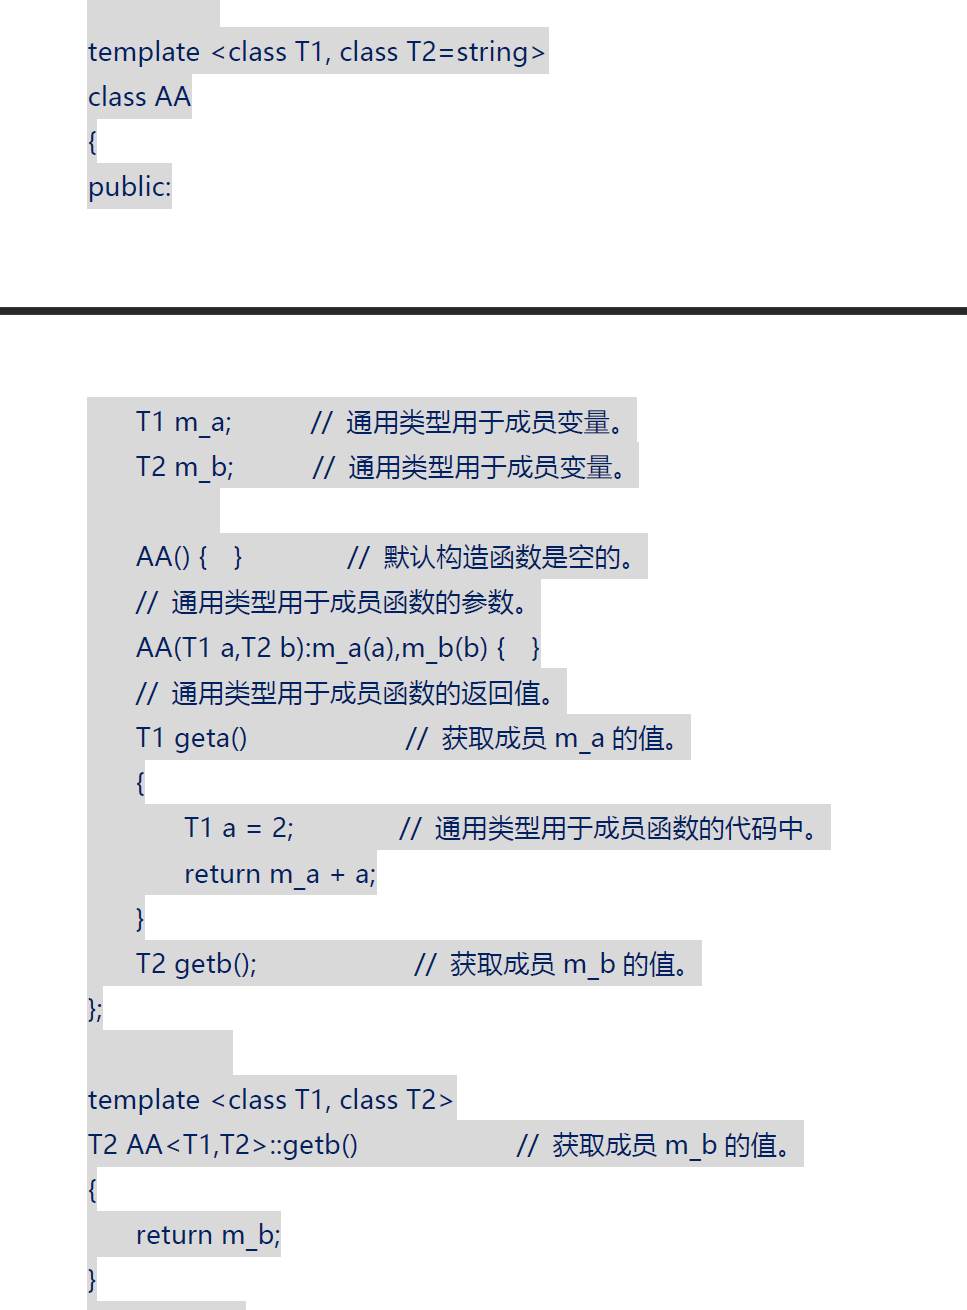 template <class T1, class T2=string>
class AA
{
public:
T1 m_a; // 通用类型用于成员变量。
T2 m_b; // 通用类型用于成员变量。
AA() { } // 默认构造函数是空的。
// 通用类型用于成员函数的参数。
AA(T1 a,T2 b):m_a(a),m_b(b) { }
// 通用类型用于成员函数的返回值。
T1 geta() // 获取成员 m_a 的值。
{
T1 a = 2; // 通用类型用于成员函数的代码中。
return m_a + a;
}
T2 getb(); // 获取成员 m_b 的值。
};
template <class T1, class T2>
T2 AA<T1,T2>::getb() // 获取成员 m_b 的值。
{
return m_b;
}